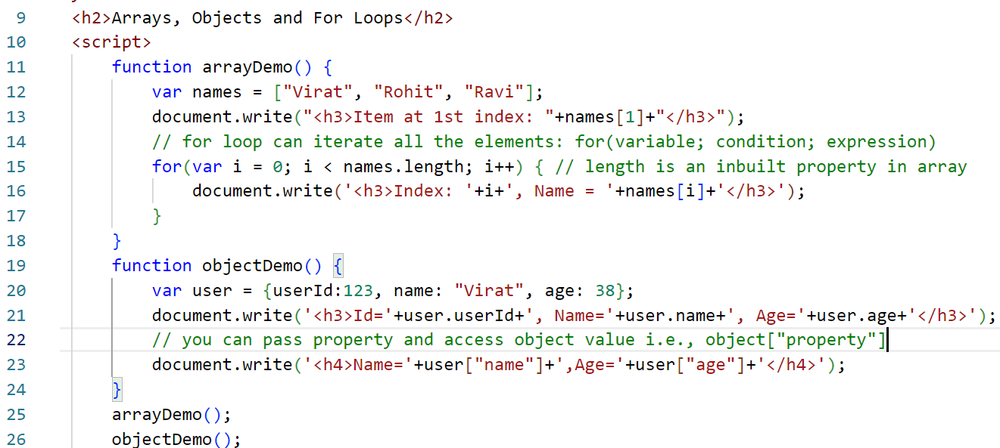 9 <h2>Arrays, Objects and For Loops</h2>
10 <script>
11 function arrayDemo() {
12 var names = ["Virat", "Rohit", "Ravi"];
13 document.write("<h3>Item at 1st index: "+names[1]+"</h3>");
14 // for loop can iterate all the elements: for(variable; condition; expression)
15 for(var i = 0; i < names.length; i++) { // length is an inbuilt property in array
16 document.write('<h3>Index: '+i+', Name = '+names[i]+'</h3>');
17 }
18 }
19 function objectDemo() {
20 var user = {userId:123, name: "Virat", age: 38};
21 document.write('<h3>Id='+user.userId+', Name='+user.name+', Age='+user.age+'</h3>');
22 // you can pass property and access object value i.e., object["property"]
23 document.write('<h4>Name='+user["name"]+',Age='+user["age"]+'</h4>');
24 }
25 arrayDemo();
26 objectDemo();